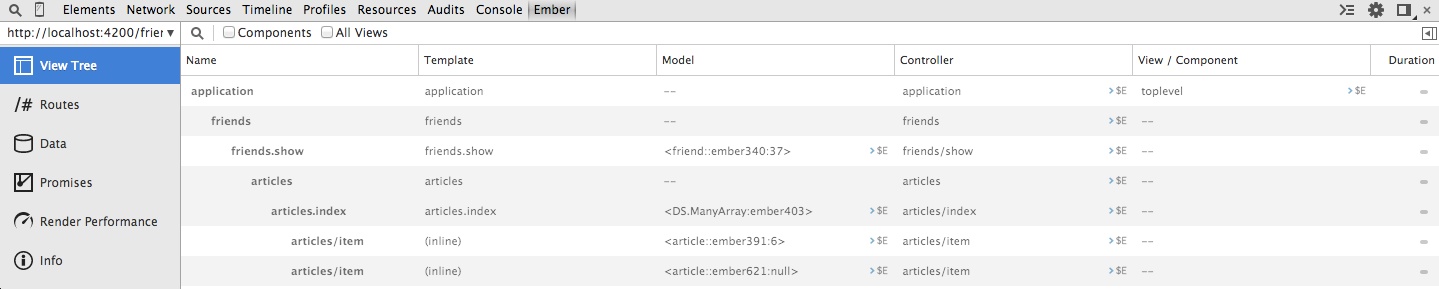 Elements Network Sources Timeline Profiles Resources Audits Console Ember
http://localhost:4200/frier Components All Views
View Tree
/# Routes
Data
Promises
Render Performance
Info
Name Template Model Controller View / Component Duration
application application -- application >$E toplevel >$E
friends friends -- friends >$E --
friends.show friends.show <friend::ember340:37> >$E friends/show >$E --
articles articles -- articles >$E --
articles.index articles.index <DS.ManyArray:ember403> >$E articles/index >$E --
articles/item (inline) <article::ember391:6> >$E articles/item >$E --
articles/item (inline) <article::ember621:null> >$E articles/item >$E --